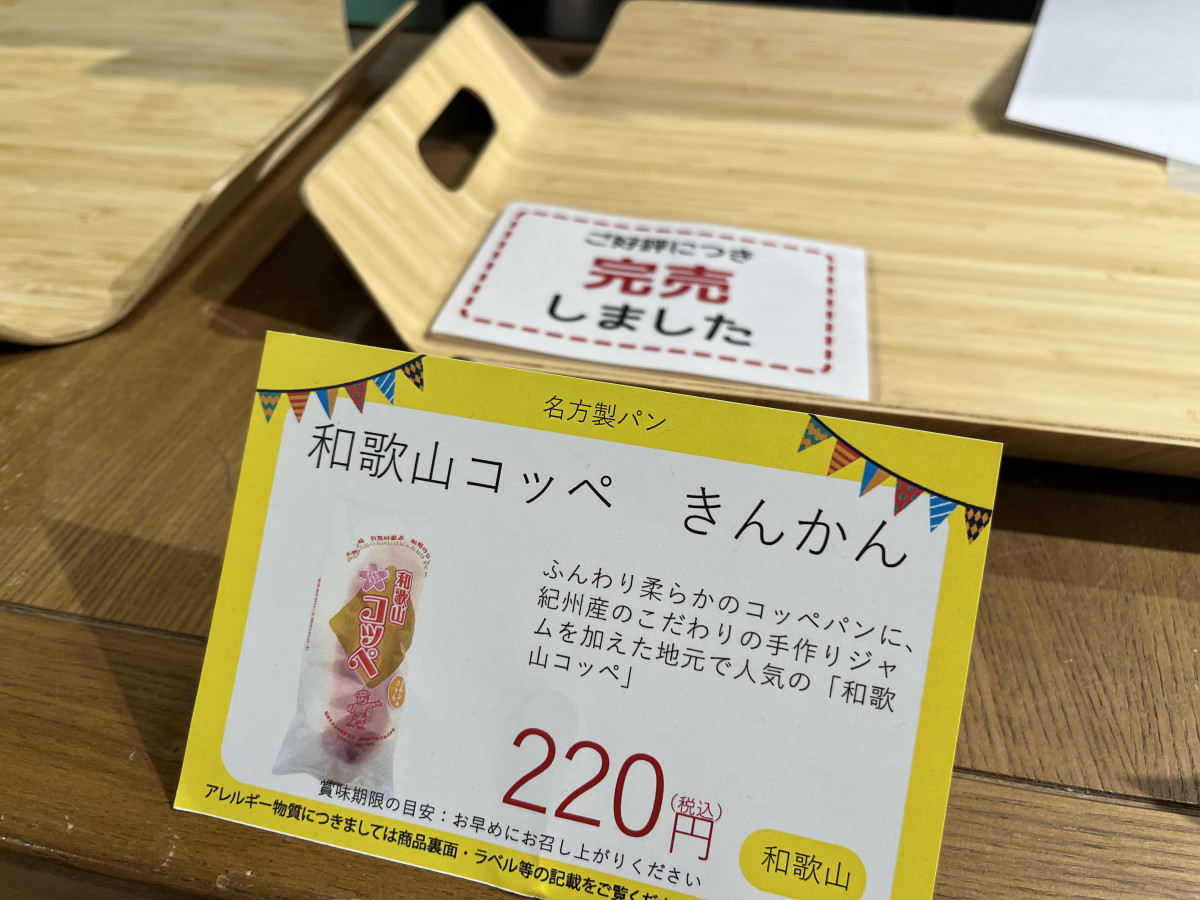 ご好評につき
完売
しました
名方製パン
和歌山コッペ　きんかん
ふんわり柔らかのコッペパンに、
紀州産のこだわりの手作りジャ
ムを加えた地元で人気の「和歌
山コッペ」
和歌山
コッペ
220円(税込)
賞味期限の目安：お早めにお召し上がりください
アレルギー物質につきましては商品裏面・ラベル等の記載をご覧くだ
和歌山